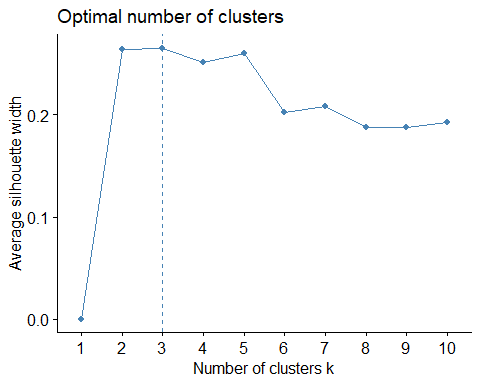 Optimal number of clusters
Average silhouette width
0.2
0.1
0.0
1 2 3 4 5 6 7 8 9 10
Number of clusters k